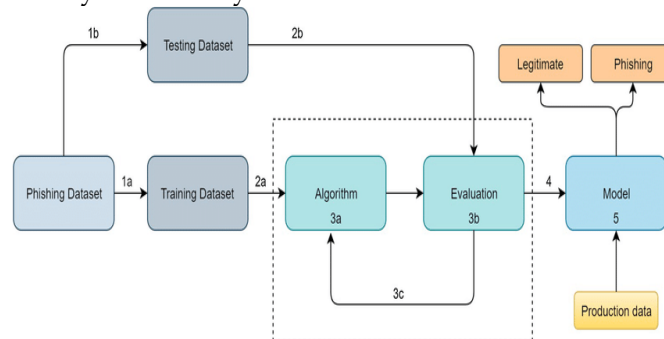 1b
Testing Dataset
2b
Legitimate
Phishing
Phishing Dataset
1a
Training Dataset
2a
Algorithm
3a
Evaluation
3b
4
Model
5
3c
Production data